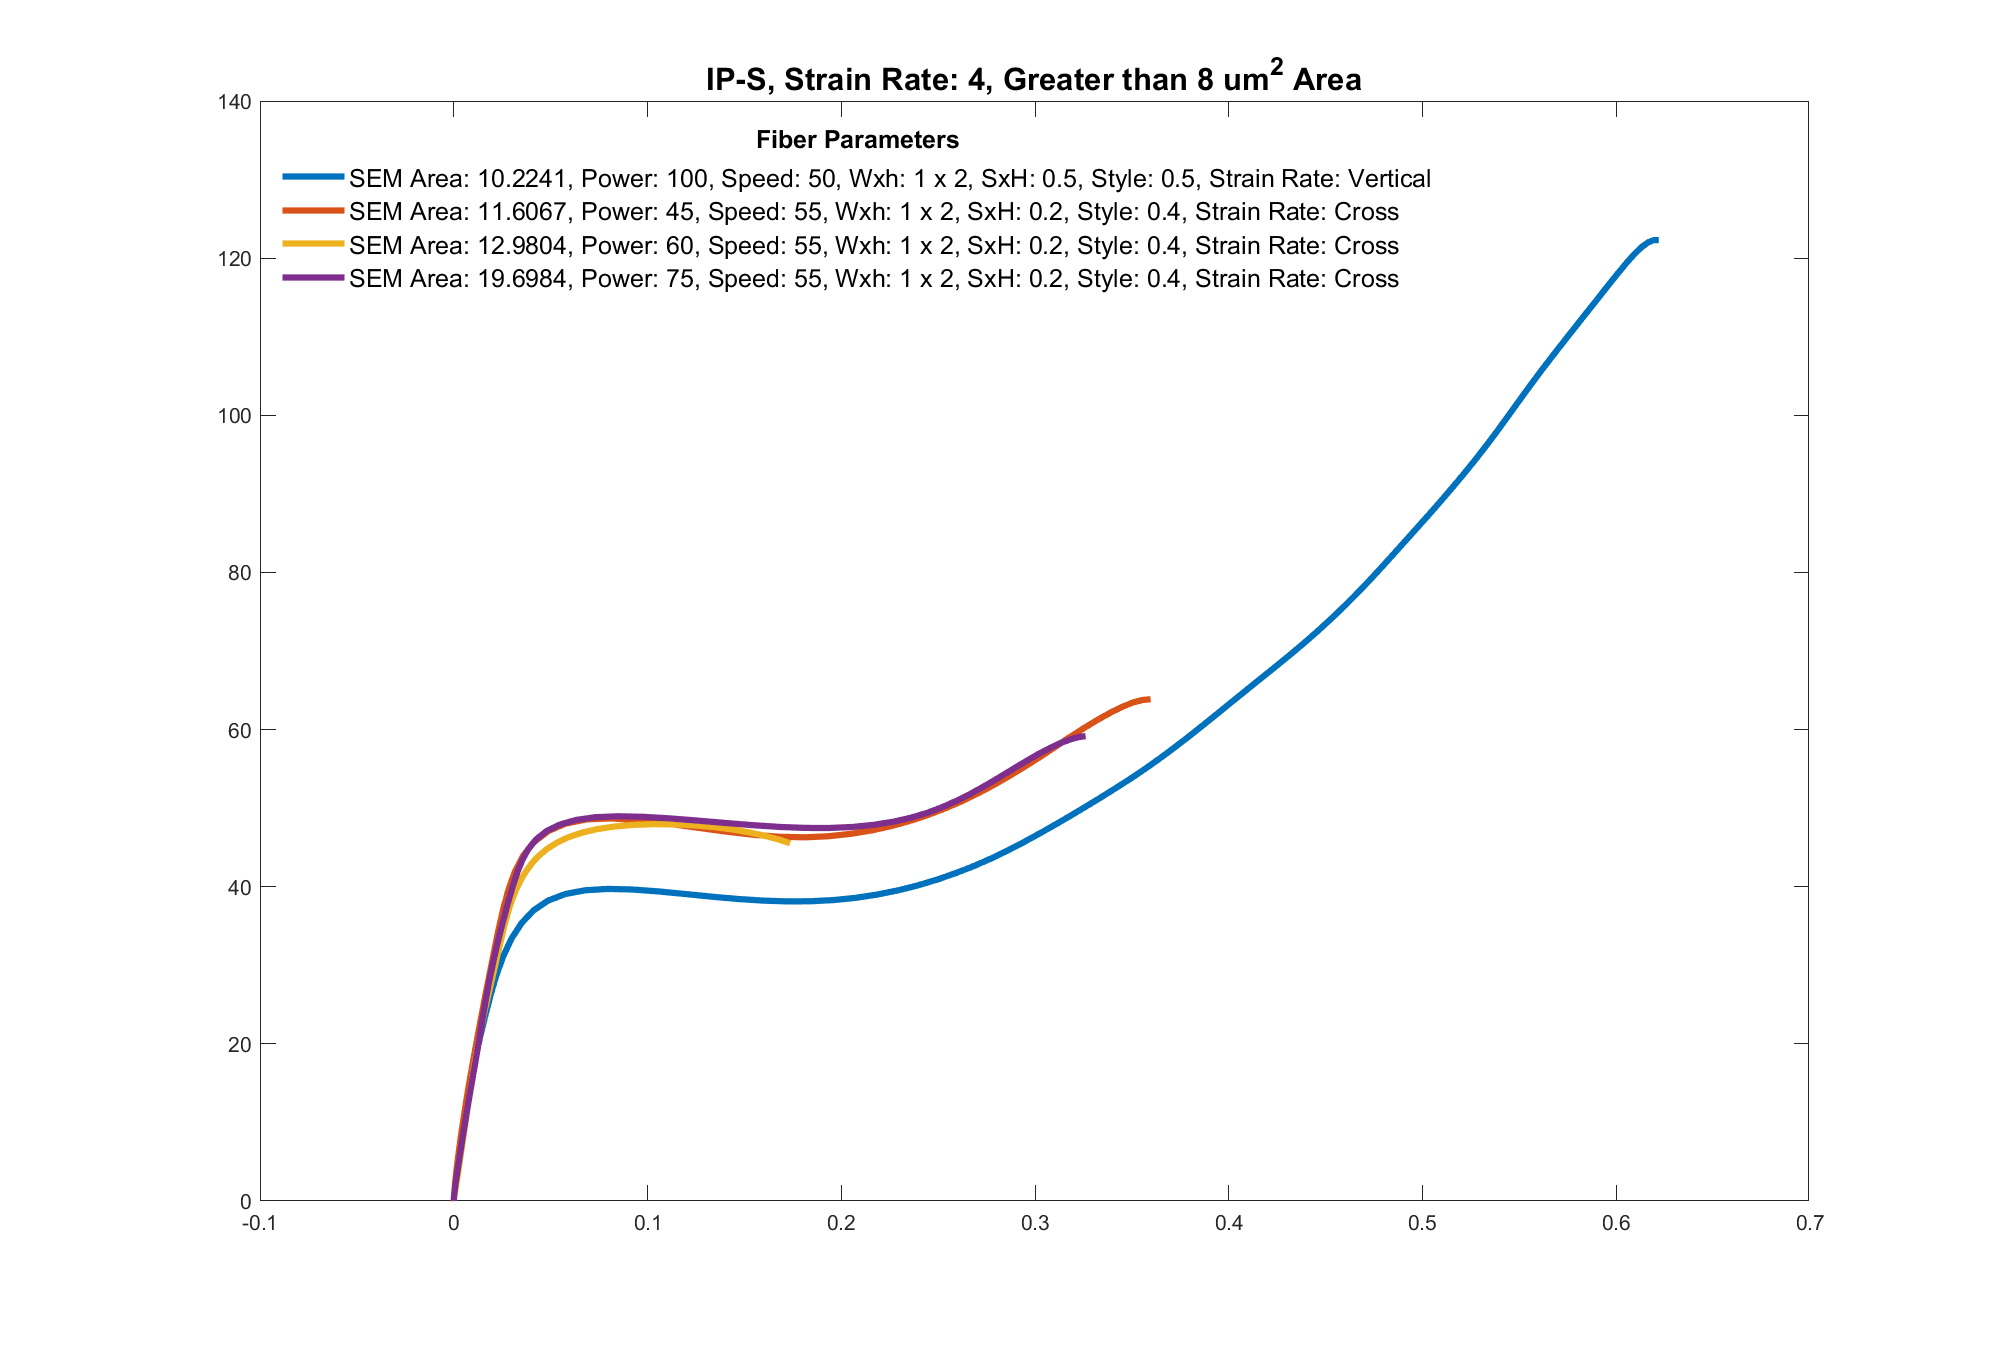 IP-S, Strain Rate: 4, Greater than 8 um² Area
Fiber Parameters
SEM Area: 10.2241, Power: 100, Speed: 50, Wxh: 1 x 2, SxH: 0.5, Style: 0.5, Strain Rate: Vertical
SEM Area: 11.6067, Power: 45, Speed: 55, Wxh: 1 x 2, SxH: 0.2, Style: 0.4, Strain Rate: Cross
SEM Area: 12.9804, Power: 60, Speed: 55, Wxh: 1 x 2, SxH: 0.2, Style: 0.4, Strain Rate: Cross
SEM Area: 19.6984, Power: 75, Speed: 55, Wxh: 1 x 2, SxH: 0.2, Style: 0.4, Strain Rate: Cross
140
120
100
80
60
40
20
0
-0.1 0 0.1 0.2 0.3 0.4 0.5 0.6 0.7